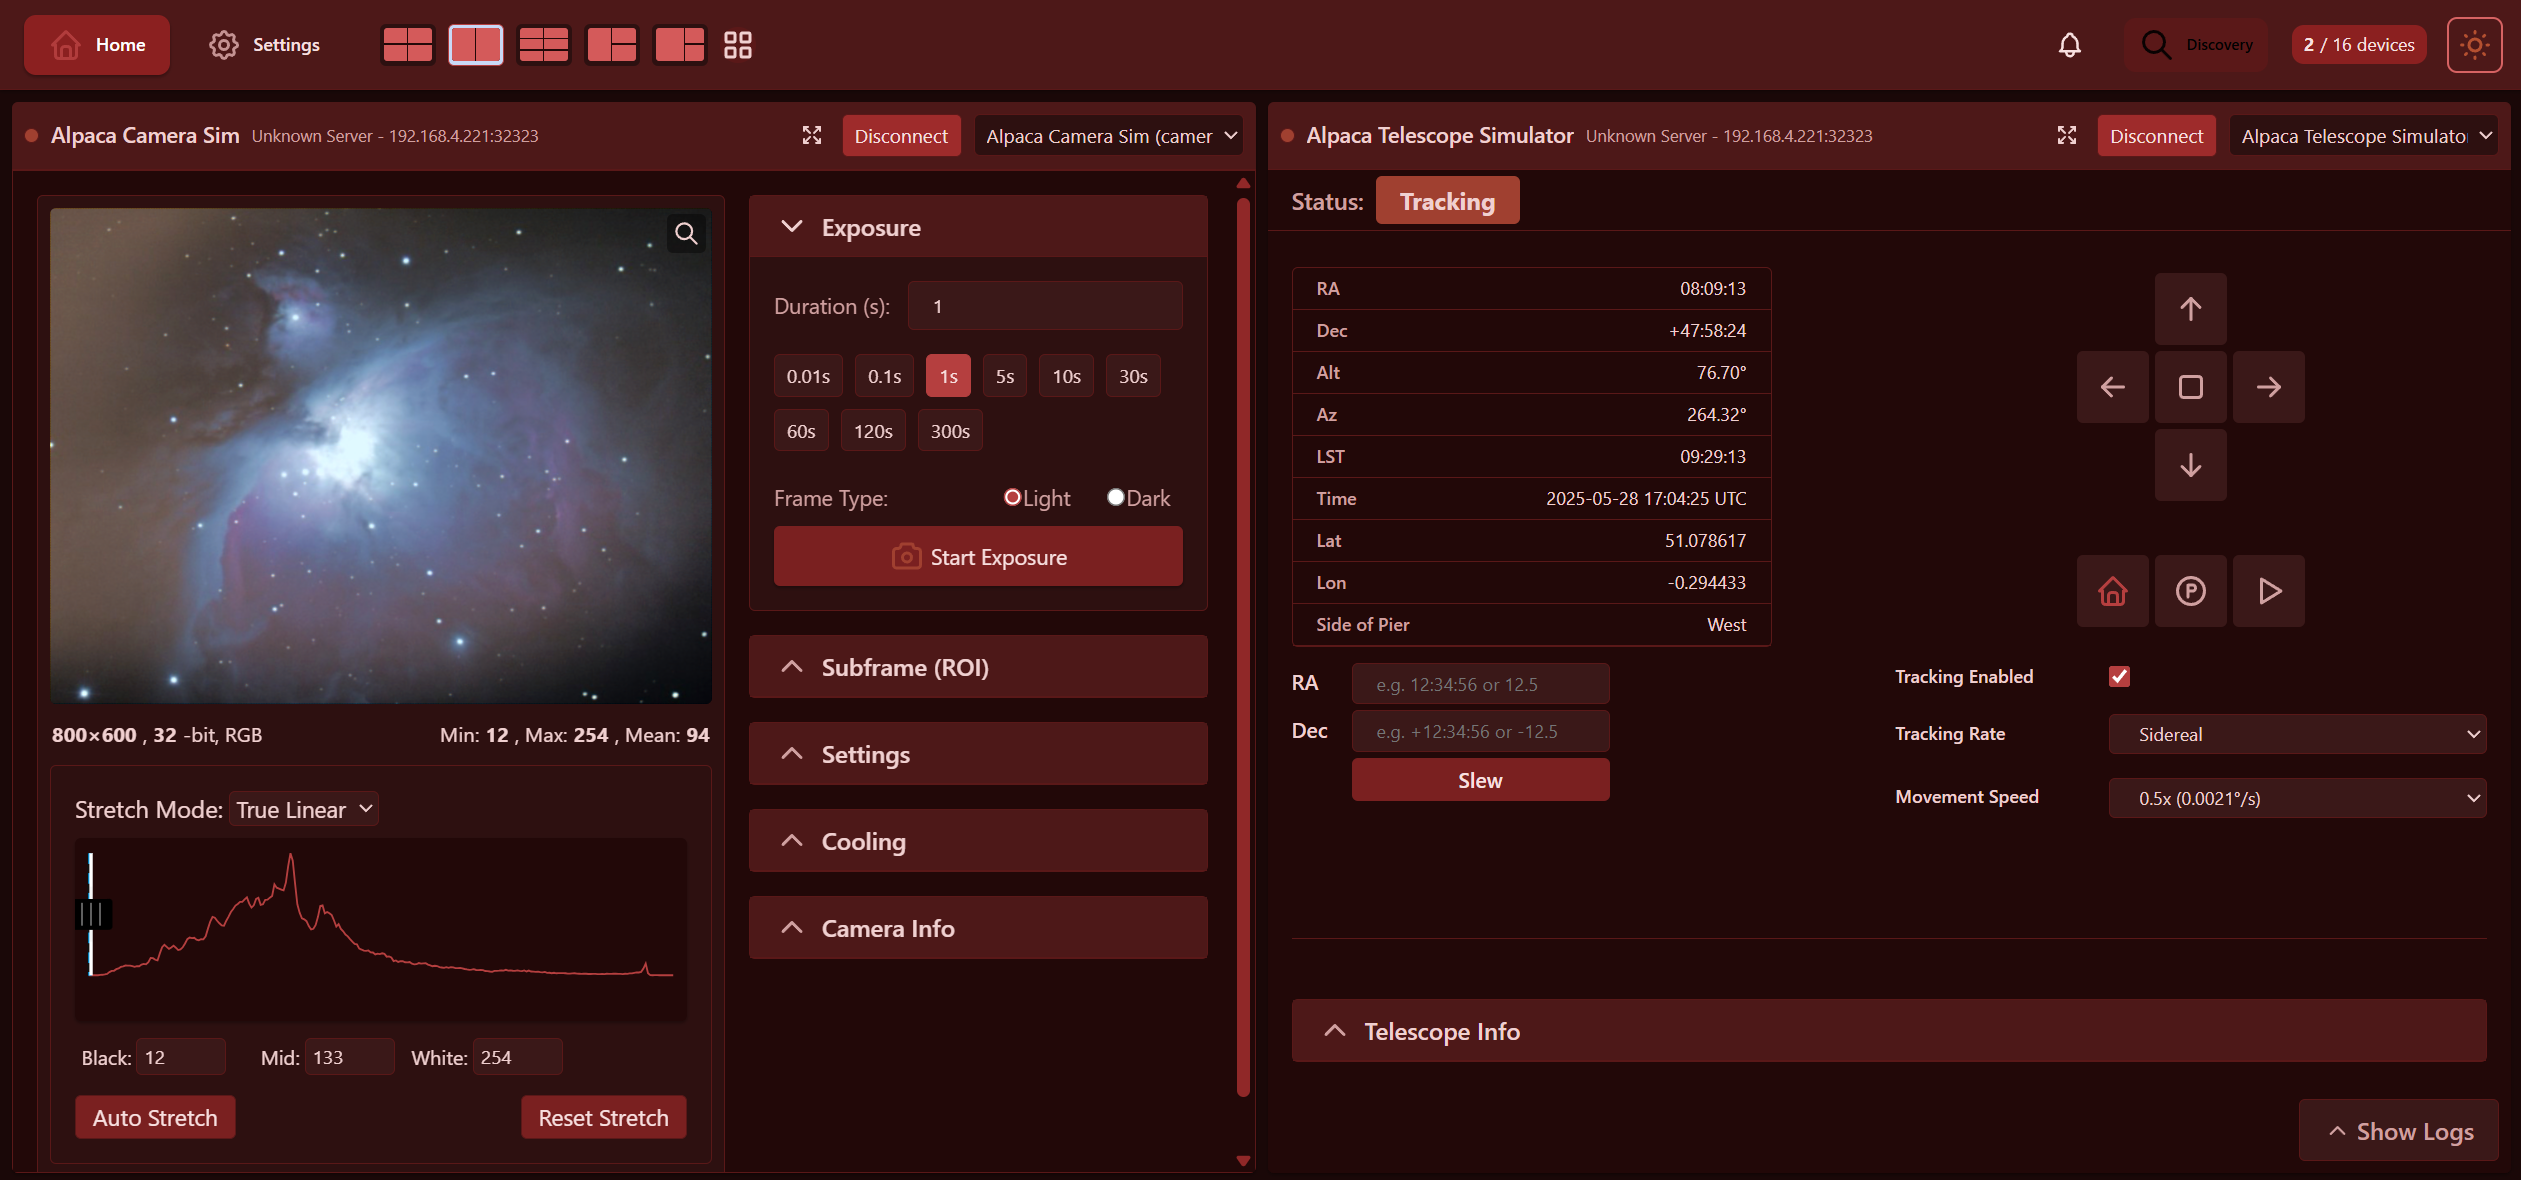 Home
Settings
Discovery
2 / 16 devices
Alpaca Camera Sim Unknown Server - 192.168.4.221:32323
Disconnect
Alpaca Camera Sim (camer
800×600 , 32 -bit, RGB
Min: 12 , Max: 254 , Mean: 94
Stretch Mode: True Linear
Black: 12 Mid: 133 White: 254
Auto Stretch Reset Stretch
Exposure
Duration (s): 1
0.01s 0.1s 1s 5s 10s 30s
60s 120s 300s
Frame Type: Light Dark
Start Exposure
Subframe (ROI)
Settings
Cooling
Camera Info
Alpaca Telescope Simulator Unknown Server - 192.168.4.221:32323
Disconnect
Alpaca Telescope Simulato
Status: Tracking
RA 08:09:13
Dec +47:58:24
Alt 76.70°
Az 264.32°
LST 09:29:13
Time 2025-05-28 17:04:25 UTC
Lat 51.078617
Lon -0.294433
Side of Pier West
RA e.g. 12:34:56 or 12.5
Dec e.g. +12:34:56 or -12.5
Slew
P
Tracking Enabled
Tracking Rate Sidereal
Movement Speed 0.5x (0.0021°/s)
Telescope Info
Show Logs